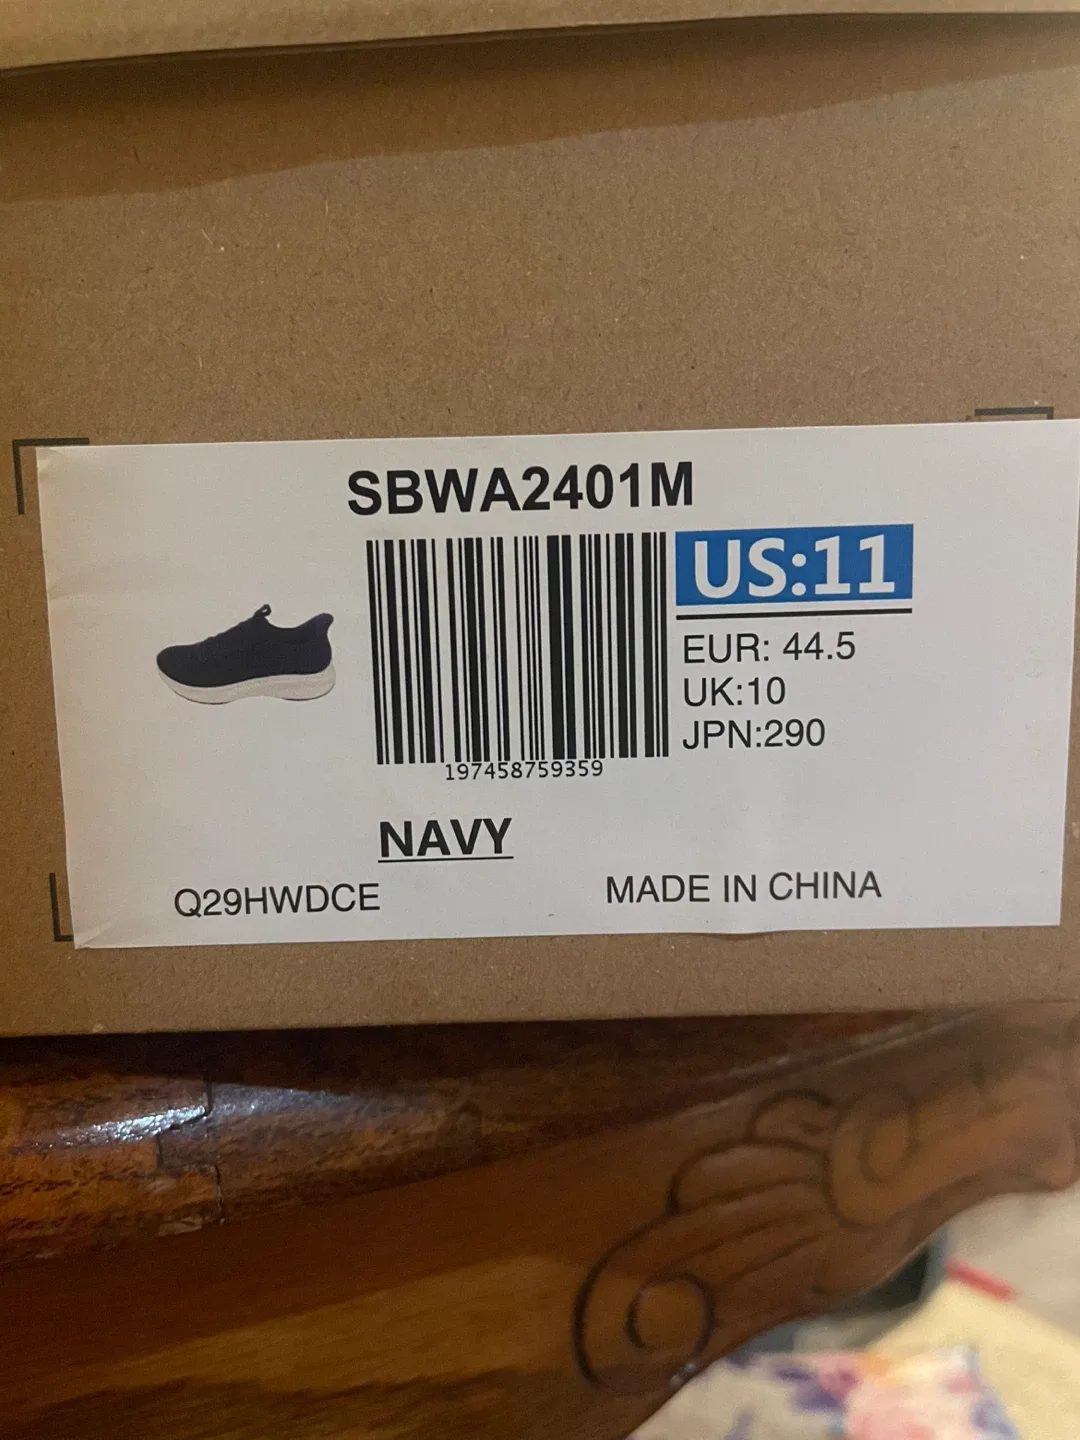 SBWA2401M
US:11
EUR: 44.5
UK:10
JPN:290
197458759359
NAVY
Q29HWDCE
MADE IN CHINA